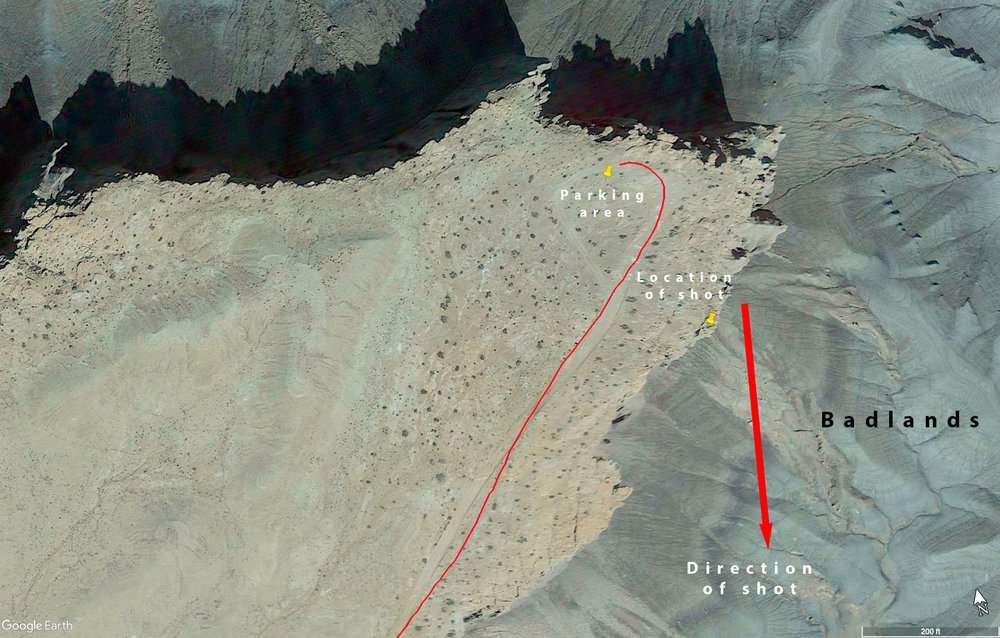 Parking
area
Location
of shot
Badlands
Direction
of shot
Google Earth
N
200 ft